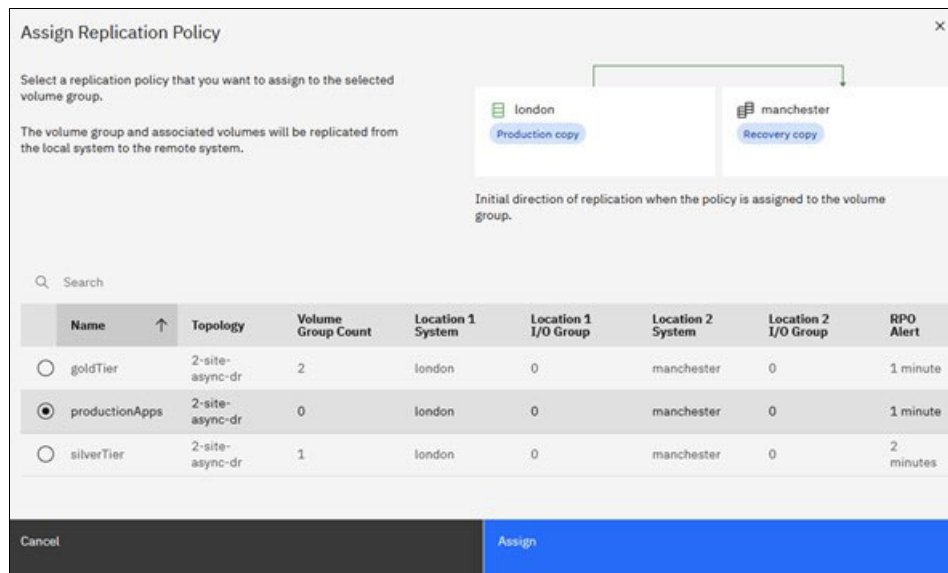 Assign Replication Policy
Select a replication policy that you want to assign to the selected
volume group.
The volume group and associated volumes will be replicated from
the local system to the remote system.
london
Production copy
manchester
Recovery copy
Initial direction of replication when the policy is assigned to the volume
group.
Search
Name Topology Volume Group Count Location 1 System Location 1 I/O Group Location 2 System Location 2 I/O Group RPO Alert
goldTier 2-site-async-dr 2 london 0 manchester 0 1 minute
productionApps 2-site-async-dr 0 london 0 manchester 0 1 minute
silverTier 2-site-async-dr 1 london 0 manchester 0 2 minutes
Cancel
Assign